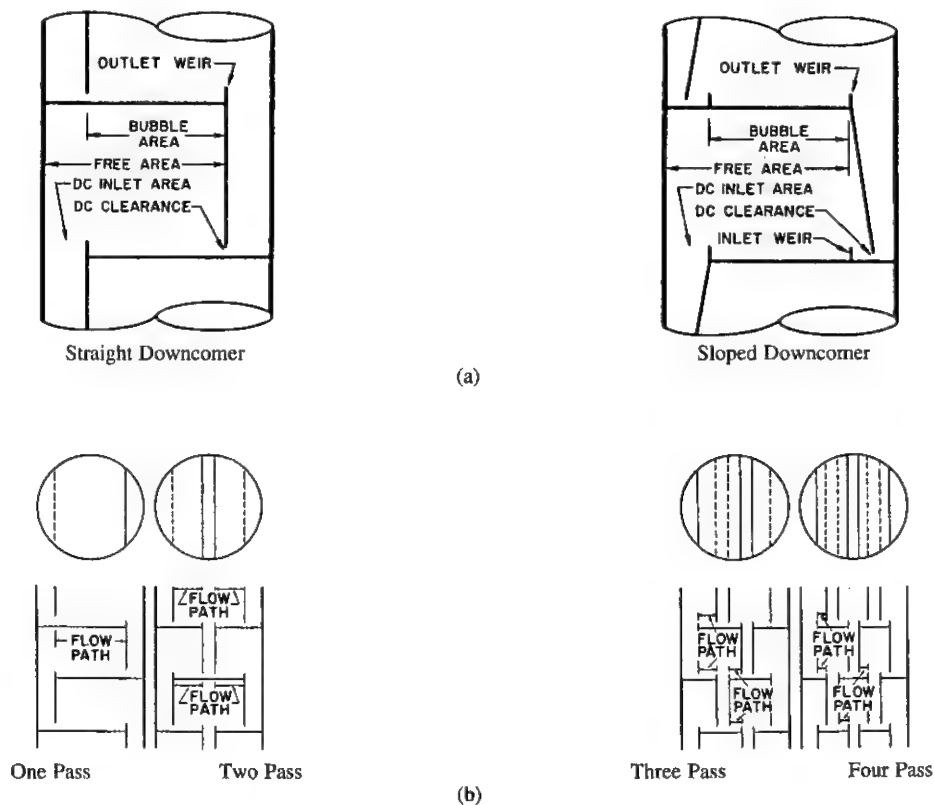 OUTLET WEIR
BUBBLE
AREA
FREE AREA
DC INLET AREA
DC CLEARANCE
Straight Downcomer
OUTLET WEIR
BUBBLE
AREA
FREE AREA
DC INLET AREA
DC CLEARANCE
INLET WEIR
Sloped Downcomer
(a)
FLOW
PATH
FLOW
PATH
FLOW
PATH
One Pass
Two Pass
FLOW
PATH
FLOW
PATH
FLOW
PATH
FLOW
PATH
Three Pass
Four Pass
(b)